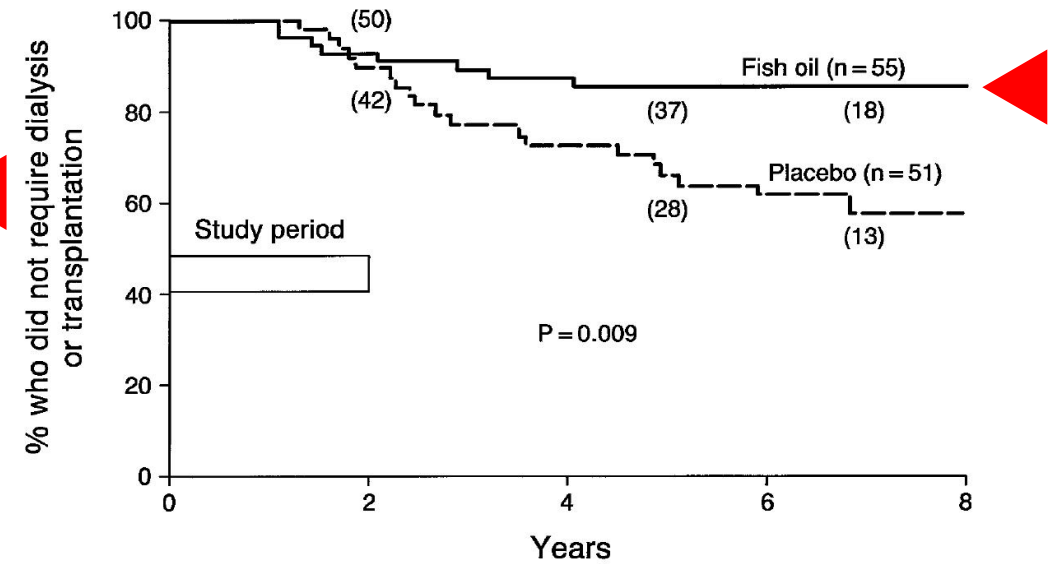 % who did not require dialysis
or transplantation
100
80
60
40
20
0
(50)
(42)
Fish oil (n=55)
(37)
(18)
Placebo (n=51)
(28)
(13)
Study period
P=0.009
0
2
4
6
8
Years